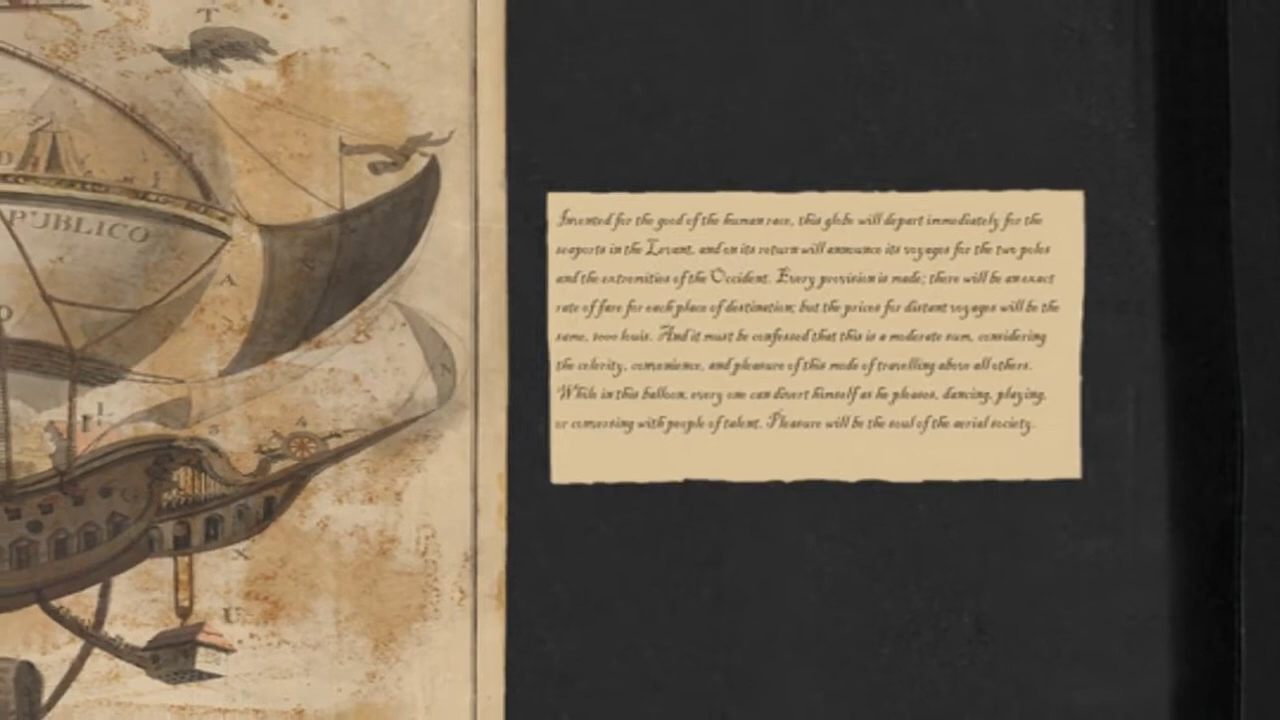 T
PUBLICO
A
L
3
4
X
U
Invented for the good of the human race, this globe will depart immediately for the
seaports in the Levant, and on its return will announce its voyages for the two poles
and the extremities of the Occident. Every provision is made; there will be an exact
rate of fare for each place of destination; but the prices for distant voyages will be the
same, 1000 louis. And it must be confessed that this is a moderate sum, considering
the celerity, convenience, and pleasure of this mode of travelling above all others.
While in this balloon, every one can divert himself as he pleases, dancing, playing,
or conversing with people of talent. Pleasure will be the soul of the aerial society.